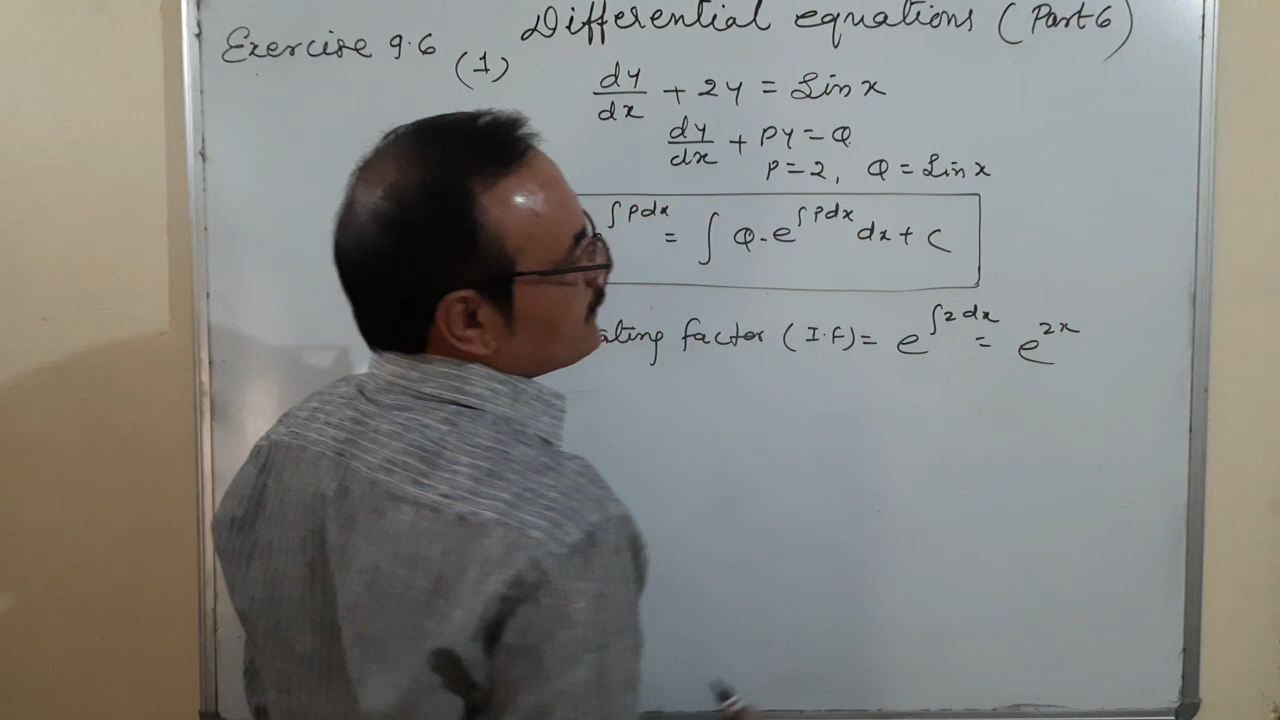 Differential equations (Part 6)
Exercise 9.6
(1) dy/dx + 2y = Sin x
dy/dx + Py = Q
P = 2, Q = Sin x
∫Pdx = ∫ Q.e^∫Pdx dx + C
ating factor (I.F) = e^∫2dx = e^2x